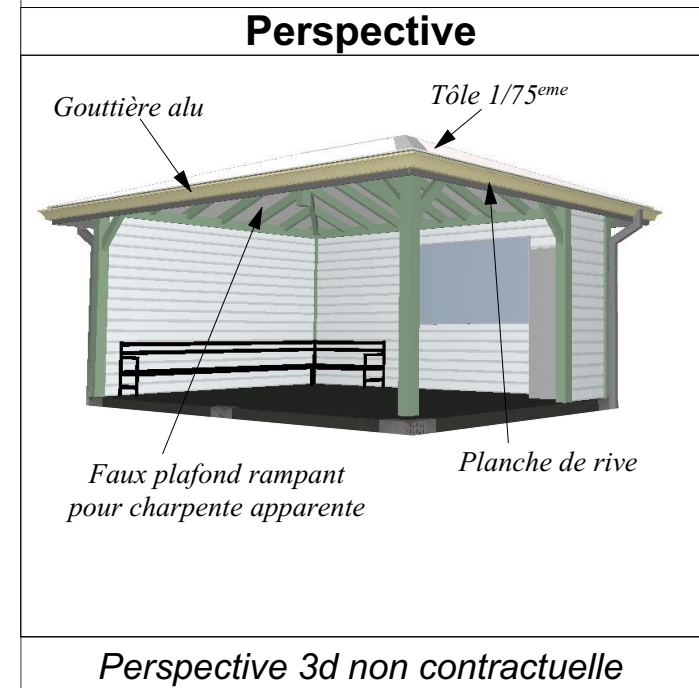 Perspective
Gouttière alu
Tôle 1/75eme
Faux plafond rampant
pour charpente apparente
Planche de rive
Perspective 3d non contractuelle